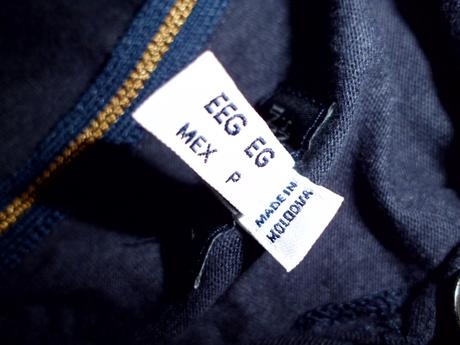 EEG EG
MEX P
MADE IN
MOLDOVA